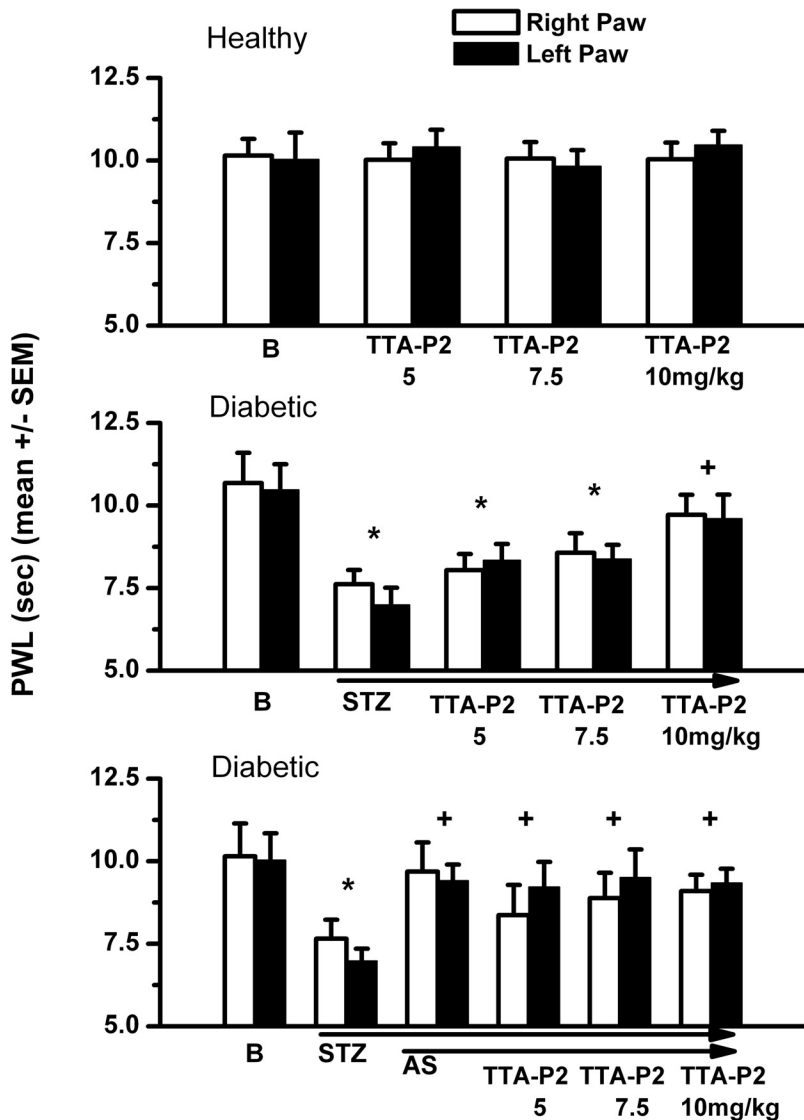 Right Paw
Left Paw
Healthy
12.5
10.0
7.5
5.0
B
TTA-P2 TTA-P2 TTA-P2
5 7.5 10mg/kg
PWL (sec) (mean +/- SEM)
Diabetic
12.5
10.0
7.5
5.0
* * * +
B STZ TTA-P2 TTA-P2 TTA-P2
5 7.5 10mg/kg
Diabetic
12.5
10.0
7.5
5.0
* + + + +
B STZ AS TTA-P2 TTA-P2 TTA-P2
5 7.5 10mg/kg